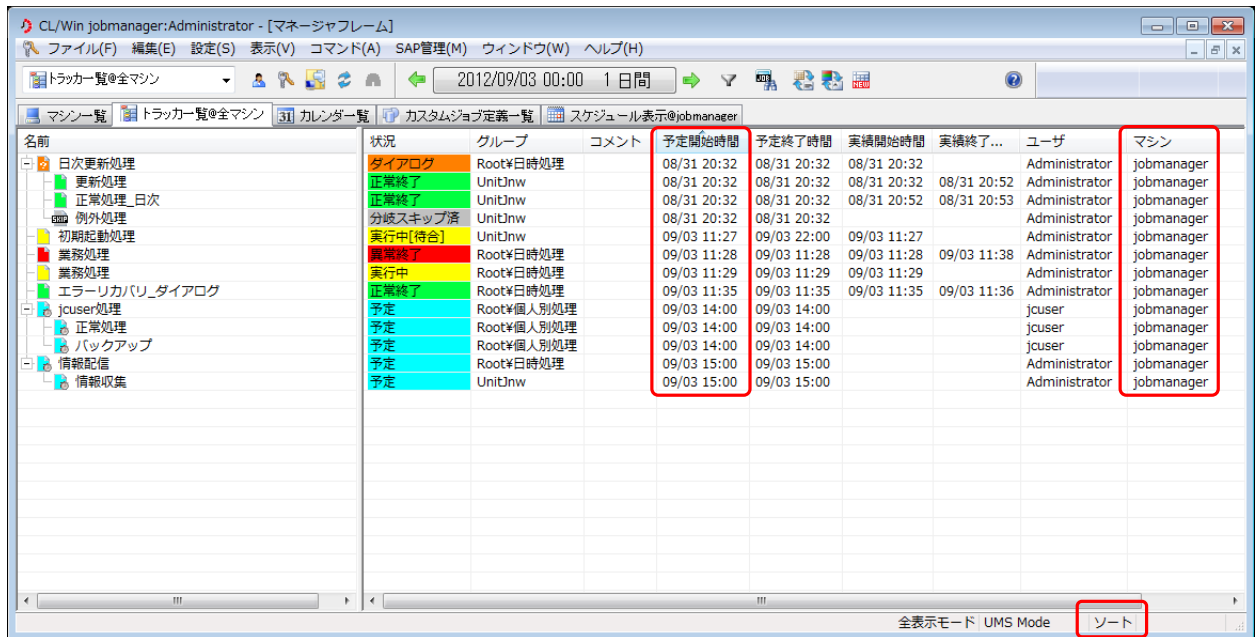 CL/Win jobmanager:Administrator - [マネージャフレーム]
ファイル(F) 編集(E) 設定(S) 表示(V) コマンド(A) SAP管理(M) ウィンドウ(W) ヘルプ(H)
トラッカ一覧@全マシン 2012/09/03 00:00 1 日間
マシン一覧 トラッカ一覧@全マシン 31 カレンダ一覧 カスタムジョブ定義一覧 スケジュール表示@jobmanager
名前 状況 グループ コメント 予定開始時間 予定終了時間 実績開始時間 実績終了... ユーザ マシン
日次更新処理 ダイアログ Root¥日時処理 08/31 20:32 08/31 20:32 08/31 20:32 Administrator jobmanager
更新処理 正常終了 UnitJnw 08/31 20:32 08/31 20:32 08/31 20:32 08/31 20:52 Administrator jobmanager
正常処理_日次 正常終了 UnitJnw 08/31 20:32 08/31 20:32 08/31 20:52 08/31 20:53 Administrator jobmanager
SKIP 例外処理 分岐スキップ済 UnitJnw 08/31 20:32 08/31 20:32 Administrator jobmanager
初期起動処理 実行中[待合] UnitJnw 09/03 11:27 09/03 22:00 09/03 11:27 Administrator jobmanager
業務処理 異常終了 Root¥日時処理 09/03 11:28 09/03 11:28 09/03 11:28 09/03 11:38 Administrator jobmanager
業務処理 実行中 Root¥日時処理 09/03 11:29 09/03 11:29 09/03 11:29 Administrator jobmanager
エラーリカバリ_ダイアログ 正常終了 Root¥日時処理 09/03 11:35 09/03 11:35 09/03 11:35 09/03 11:36 Administrator jobmanager
jcuser処理 予定 Root¥個人別処理 09/03 14:00 09/03 14:00 jcuser jobmanager
正常処理 予定 Root¥個人別処理 09/03 14:00 09/03 14:00 jcuser jobmanager
バックアップ 予定 Root¥個人別処理 09/03 14:00 09/03 14:00 jcuser jobmanager
情報配信 予定 Root¥日時処理 09/03 15:00 09/03 15:00 Administrator jobmanager
情報収集 予定 UnitJnw 09/03 15:00 09/03 15:00 Administrator jobmanager
全表示モード UMS Mode ソート